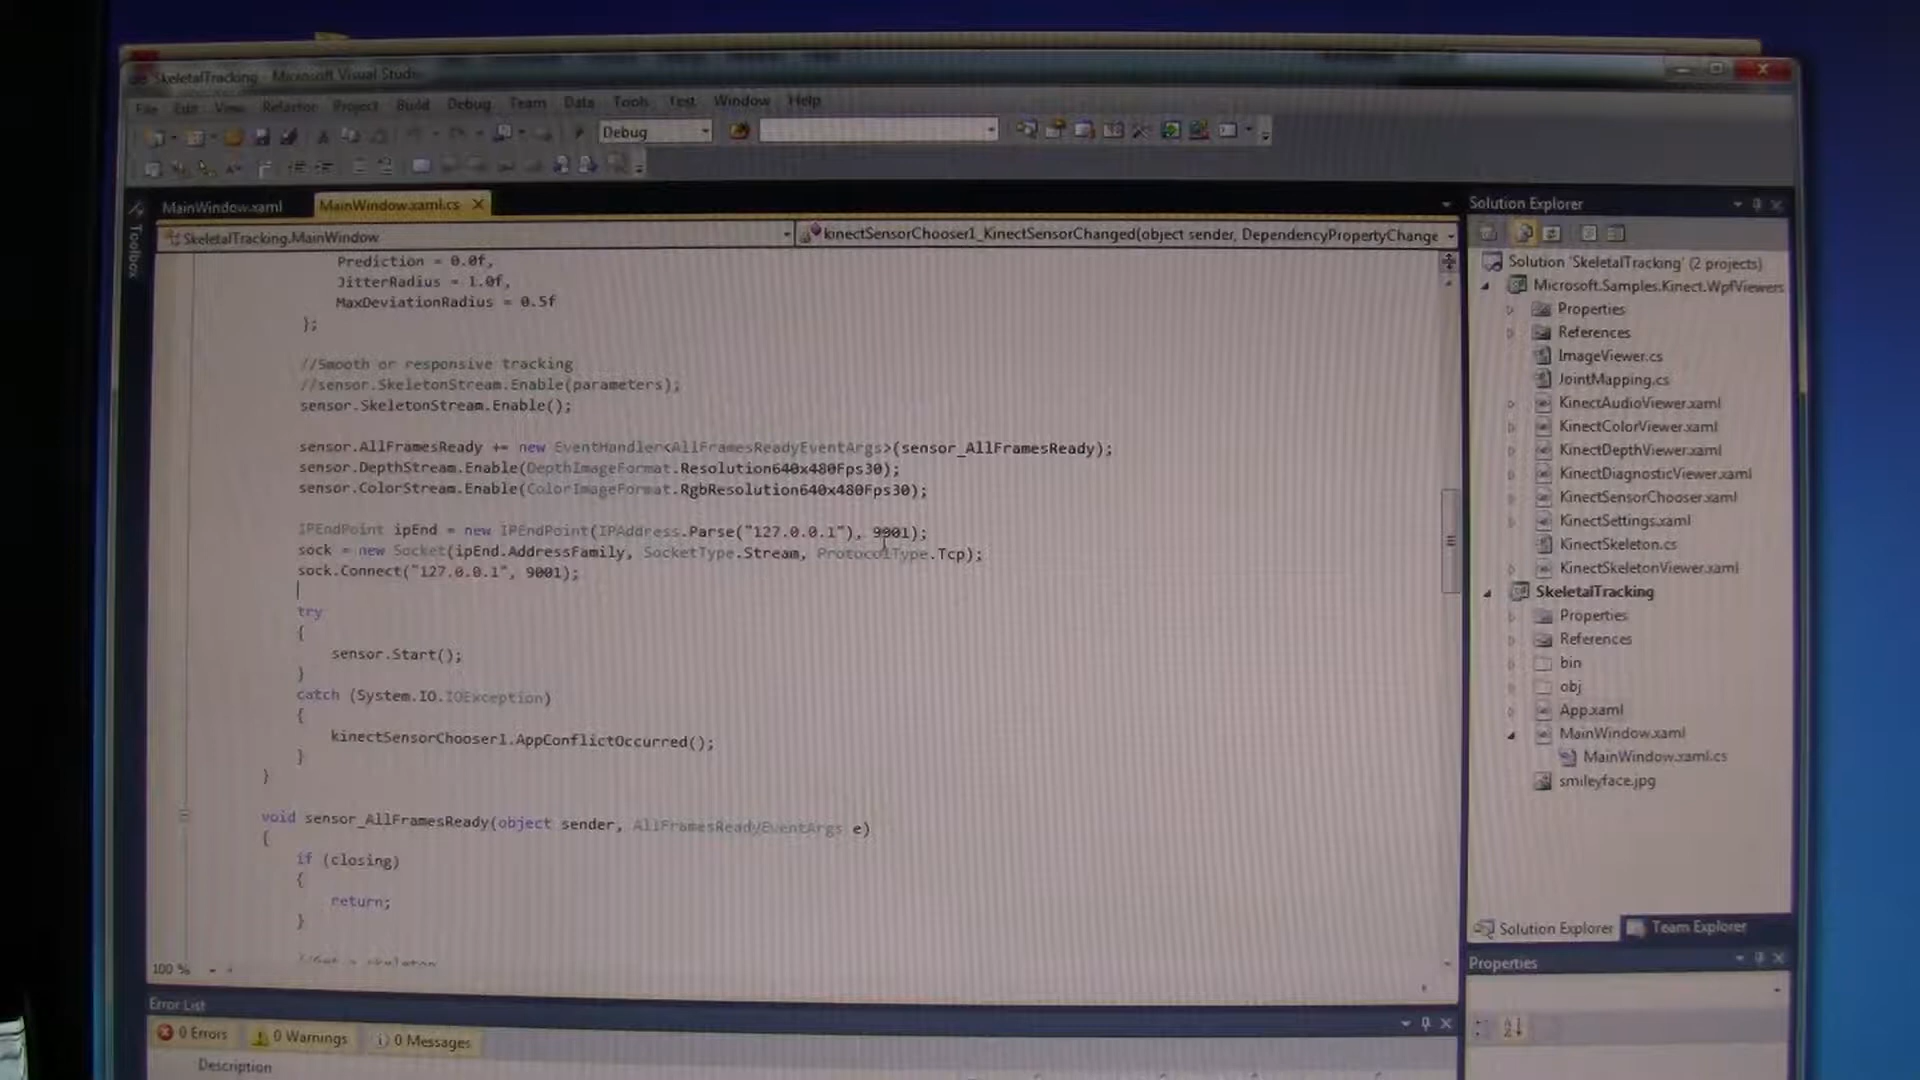 SkeletalTracking - Microsoft Visual Studio
File Edit View Refactor Project Build Debug Team Data Tools Test Window Help
Debug
MainWindow.xaml
MainWindow.xaml.cs
Toolbox
SkeletalTracking.MainWindow
kinectSensorChooser1_KinectSensorChanged(object sender, DependencyPropertyChange
Prediction = 0.0f,
JitterRadius = 1.0f,
MaxDeviationRadius = 0.5f
};
//Smooth or responsive tracking
//sensor.SkeletonStream.Enable(parameters);
sensor.SkeletonStream.Enable();
sensor.AllFramesReady += new EventHandler<AllFramesReadyEventArgs>(sensor_AllFramesReady);
sensor.DepthStream.Enable(DepthImageFormat.Resolution640x480Fps30);
sensor.ColorStream.Enable(ColorImageFormat.RgbResolution640x480Fps30);
IPEndPoint ipEnd = new IPEndPoint(IPAddress.Parse("127.0.0.1"), 9001);
sock = new Socket(ipEnd.AddressFamily, SocketType.Stream, ProtocolType.Tcp);
sock.Connect("127.0.0.1", 9001);
try
{
sensor.Start();
}
catch (System.IO.IOException)
{
kinectSensorChooser1.AppConflictOccurred();
}
}
void sensor_AllFramesReady(object sender, AllFramesReadyEventArgs e)
{
if (closing)
{
return;
}
//Get a skeleton
100 %
Error List
0 Errors
0 Warnings
0 Messages
Description
Solution Explorer
Solution 'SkeletalTracking' (2 projects)
Microsoft.Samples.Kinect.WpfViewers
Properties
References
ImageViewer.cs
JointMapping.cs
KinectAudioViewer.xaml
KinectColorViewer.xaml
KinectDepthViewer.xaml
KinectDiagnosticViewer.xaml
KinectSensorChooser.xaml
KinectSettings.xaml
KinectSkeleton.cs
KinectSkeletonViewer.xaml
SkeletalTracking
Properties
References
bin
obj
App.xaml
MainWindow.xaml
MainWindow.xaml.cs
smileyface.jpg
Solution Explorer
Team Explorer
Properties